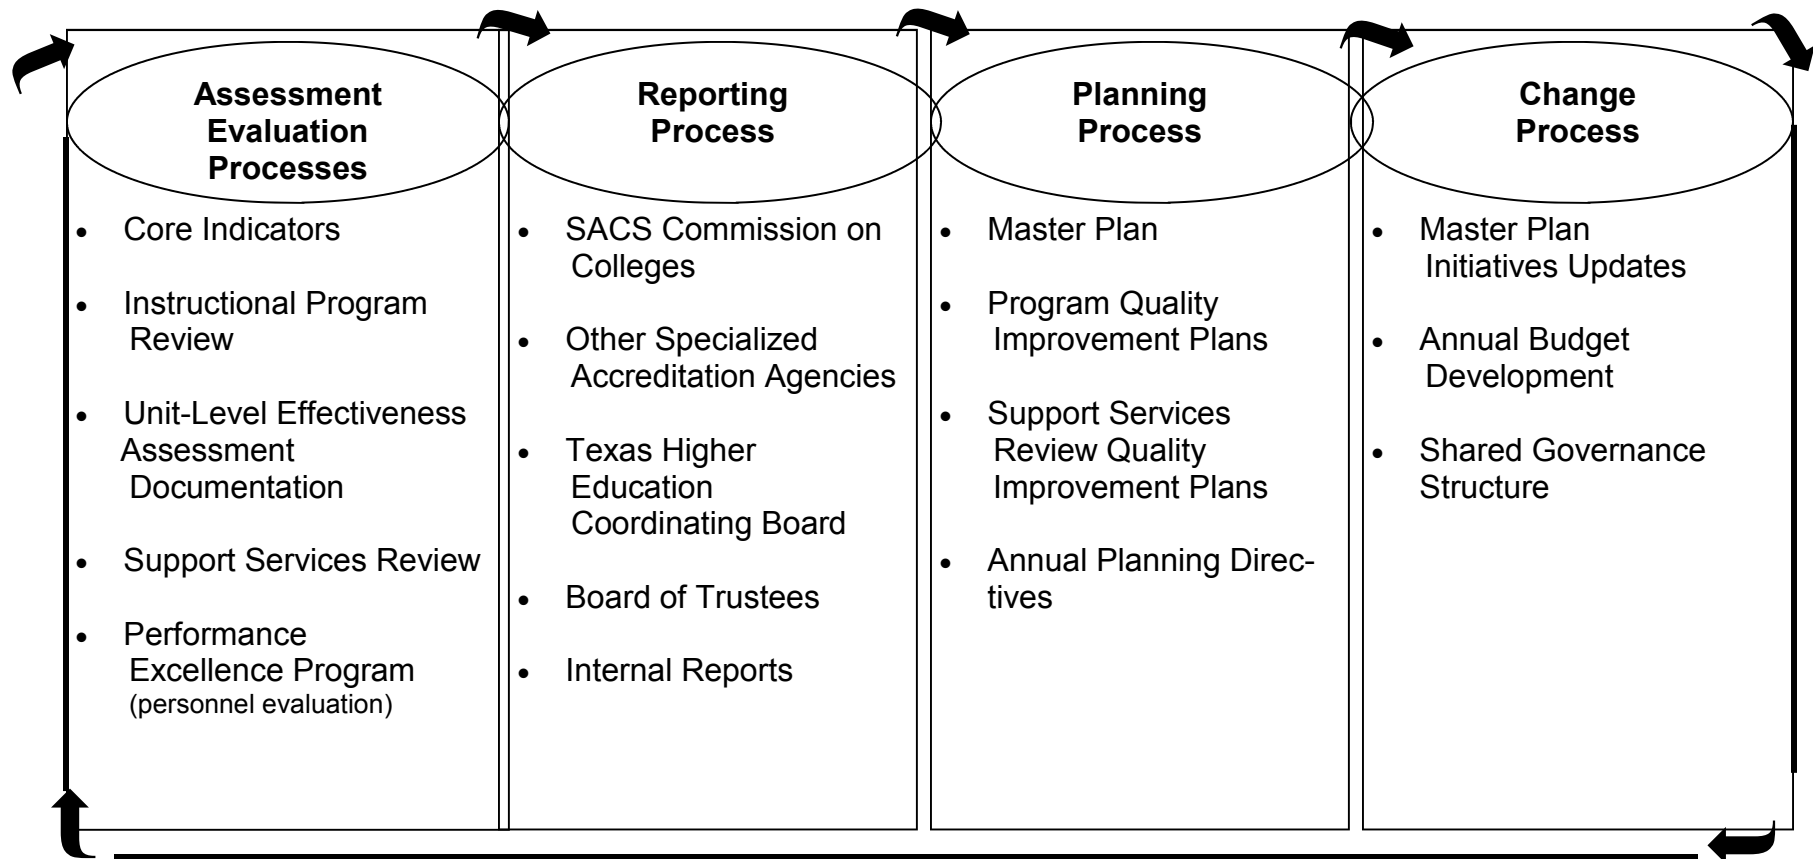 Assessment
Evaluation
Processes
• Core Indicators
• Instructional Program
Review
• Unit-Level Effectiveness
Assessment
Documentation
• Support Services Review
• Performance
Excellence Program
(personnel evaluation)
Reporting
Process
• SACS Commission on
Colleges
• Other Specialized
Accreditation Agencies
• Texas Higher
Education
Coordinating Board
• Board of Trustees
• Internal Reports
Planning
Process
• Master Plan
• Program Quality
Improvement Plans
• Support Services
Review Quality
Improvement Plans
• Annual Planning Direc-
tives
Change
Process
• Master Plan
Initiatives Updates
• Annual Budget
Development
• Shared Governance
Structure